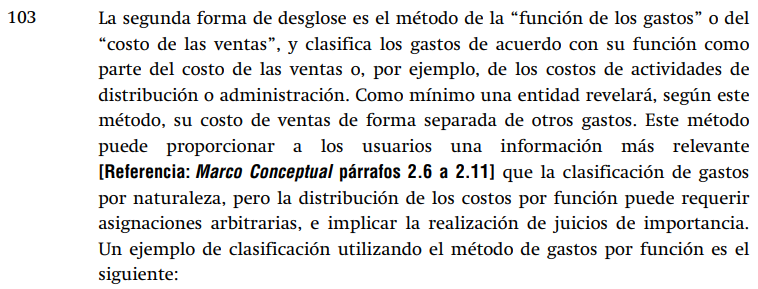 103 La segunda forma de desglose es el método de la “función de los gastos” o del
“costo de las ventas”, y clasifica los gastos de acuerdo con su función como
parte del costo de las ventas o, por ejemplo, de los costos de actividades de
distribución o administración. Como mínimo una entidad revelará, según este
método, su costo de ventas de forma separada de otros gastos. Este método
puede proporcionar a los usuarios una información más relevante
[Referencia: Marco Conceptual párrafos 2.6 a 2.11] que la clasificación de gastos
por naturaleza, pero la distribución de los costos por función puede requerir
asignaciones arbitrarias, e implicar la realización de juicios de importancia.
Un ejemplo de clasificación utilizando el método de gastos por función es el
siguiente: